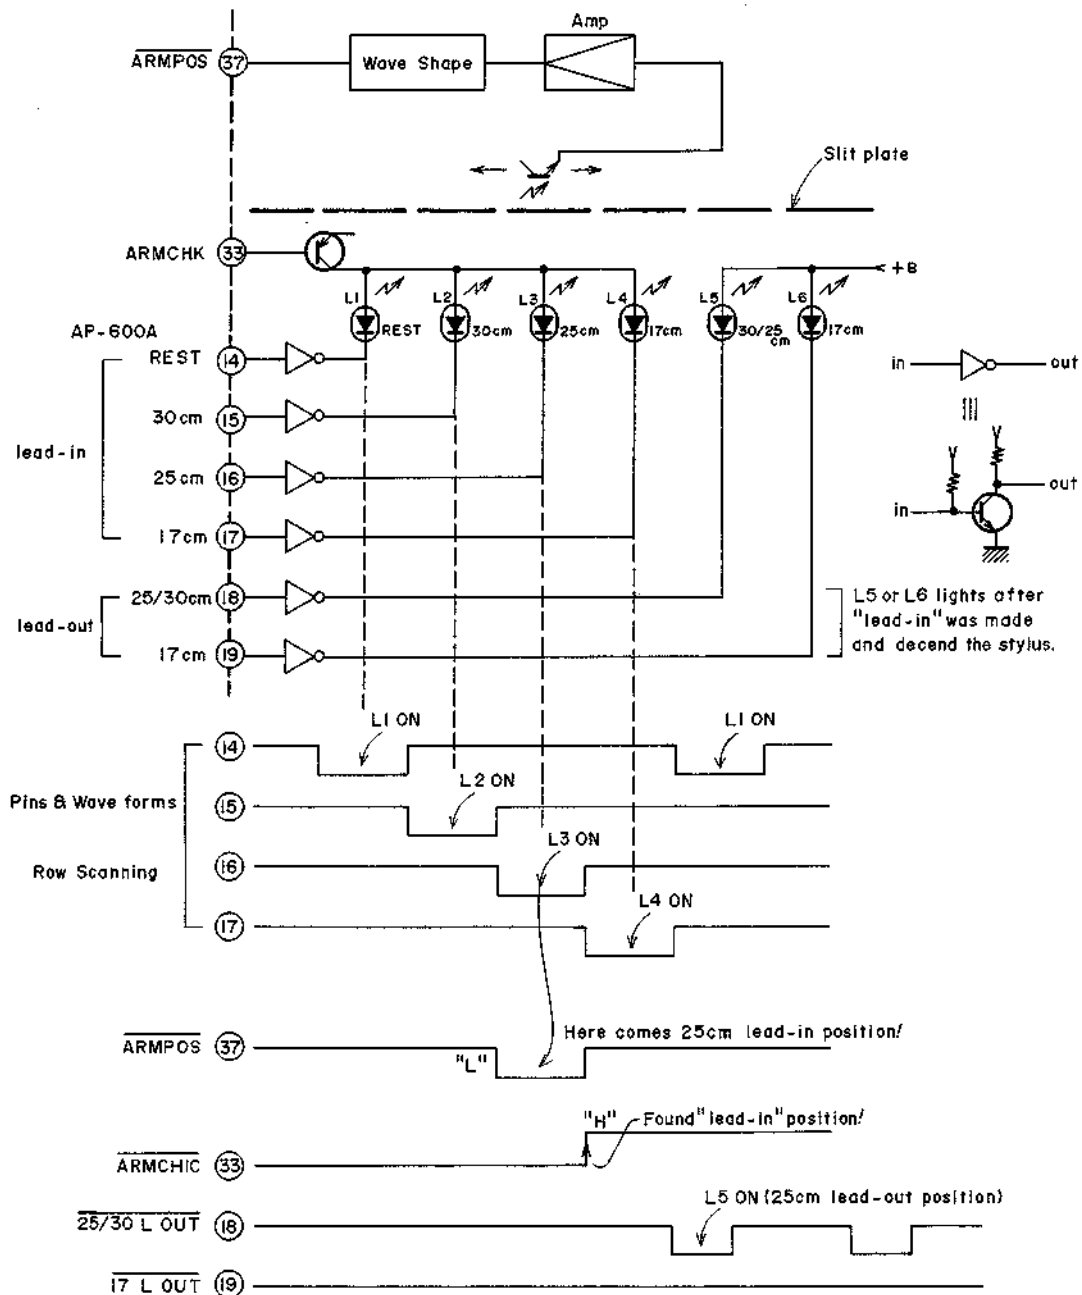 Amp
ARMPOS 37 Wave Shape
Slit plate
ARMCHK 33
+B
L1 L2 L3 L4 L5 L6
REST 30cm 25cm 17cm 30/25 cm 17cm
AP-600A
REST 14
30cm 15
lead-in
25cm 16
17cm 17
in out
in out
25/30cm 18
lead-out
17cm 19
L5 or L6 lights after
"lead-in" was made
and decend the stylus.
L1 ON L1 ON
14
L2 ON
Pins & Wave forms 15
L3 ON
16
Row Scanning
L4 ON
17
Here comes 25cm lead-in position!
ARMPOS 37 "L"
"H" Found "lead-in" position!
ARMCHIC 33
L5 ON (25cm lead-out position)
25/30 L OUT 18
17 L OUT 19